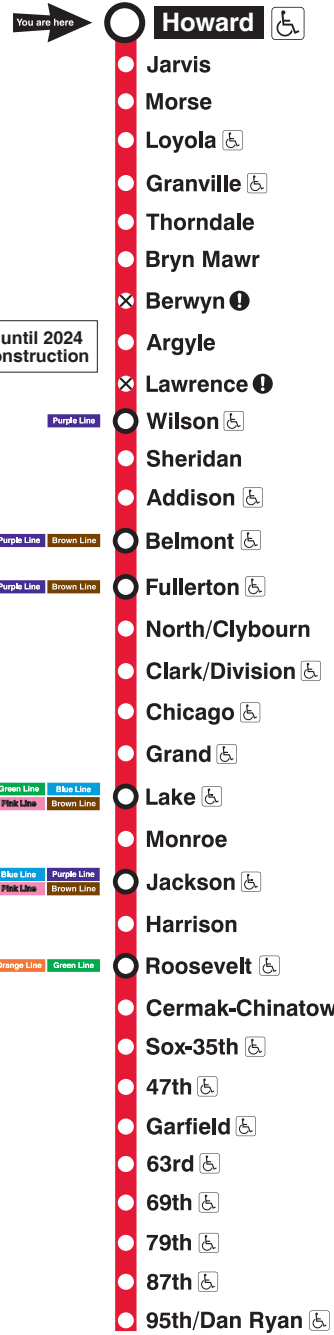 You are here
Howard
Jarvis
Morse
Loyola
Granville
Thorndale
Bryn Mawr
Berwyn !
until 2024
Argyle
Lawrence !
Purple Line
Wilson
Sheridan
Addison
Purple Line Brown Line
Belmont
Purple Line Brown Line
Fullerton
North/Clybourn
Clark/Division
Chicago
Grand
Green Line Blue Line
Pink Line Brown Line
Lake
Monroe
Blue Line Purple Line
Pink Line Brown Line
Jackson
Harrison
Orange Line Green Line
Roosevelt
Cermak-Chinatow
Sox-35th
47th
Garfield
63rd
69th
79th
87th
95th/Dan Ryan